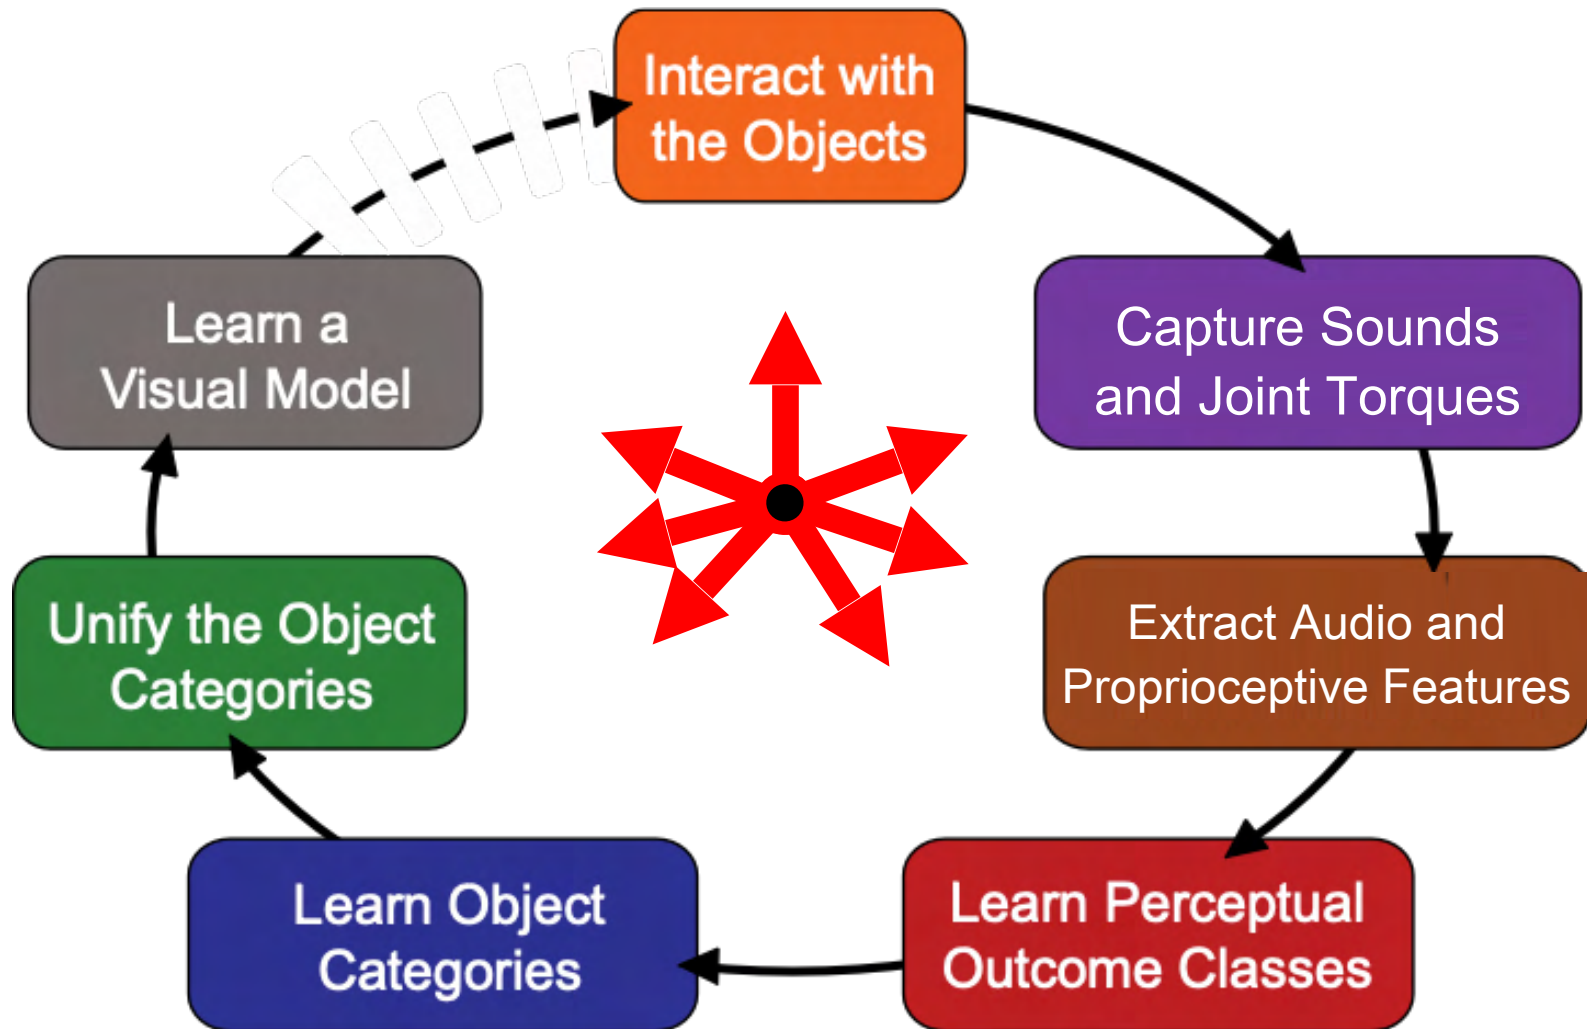 Interact with
the Objects
Capture Sounds
and Joint Torques
Extract Audio and
Proprioceptive Features
Learn Perceptual
Outcome Classes
Learn Object
Categories
Unify the Object
Categories
Learn a
Visual Model